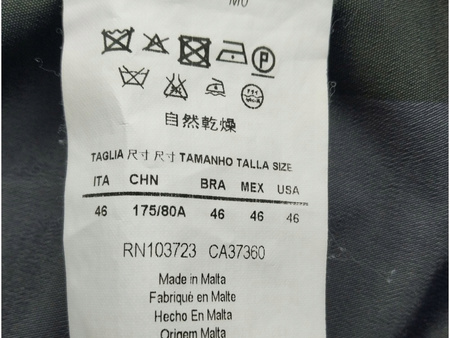 M0
自然乾燥
TAGLIA 尺寸 尺寸 TAMANHO TALLA SIZE
ITA CHN BRA MEX USA
46 175/80A 46 46 46
RN103723 CA37360
Made in Malta
Fabriqué en Malte
Hecho En Malta
Origem Malta